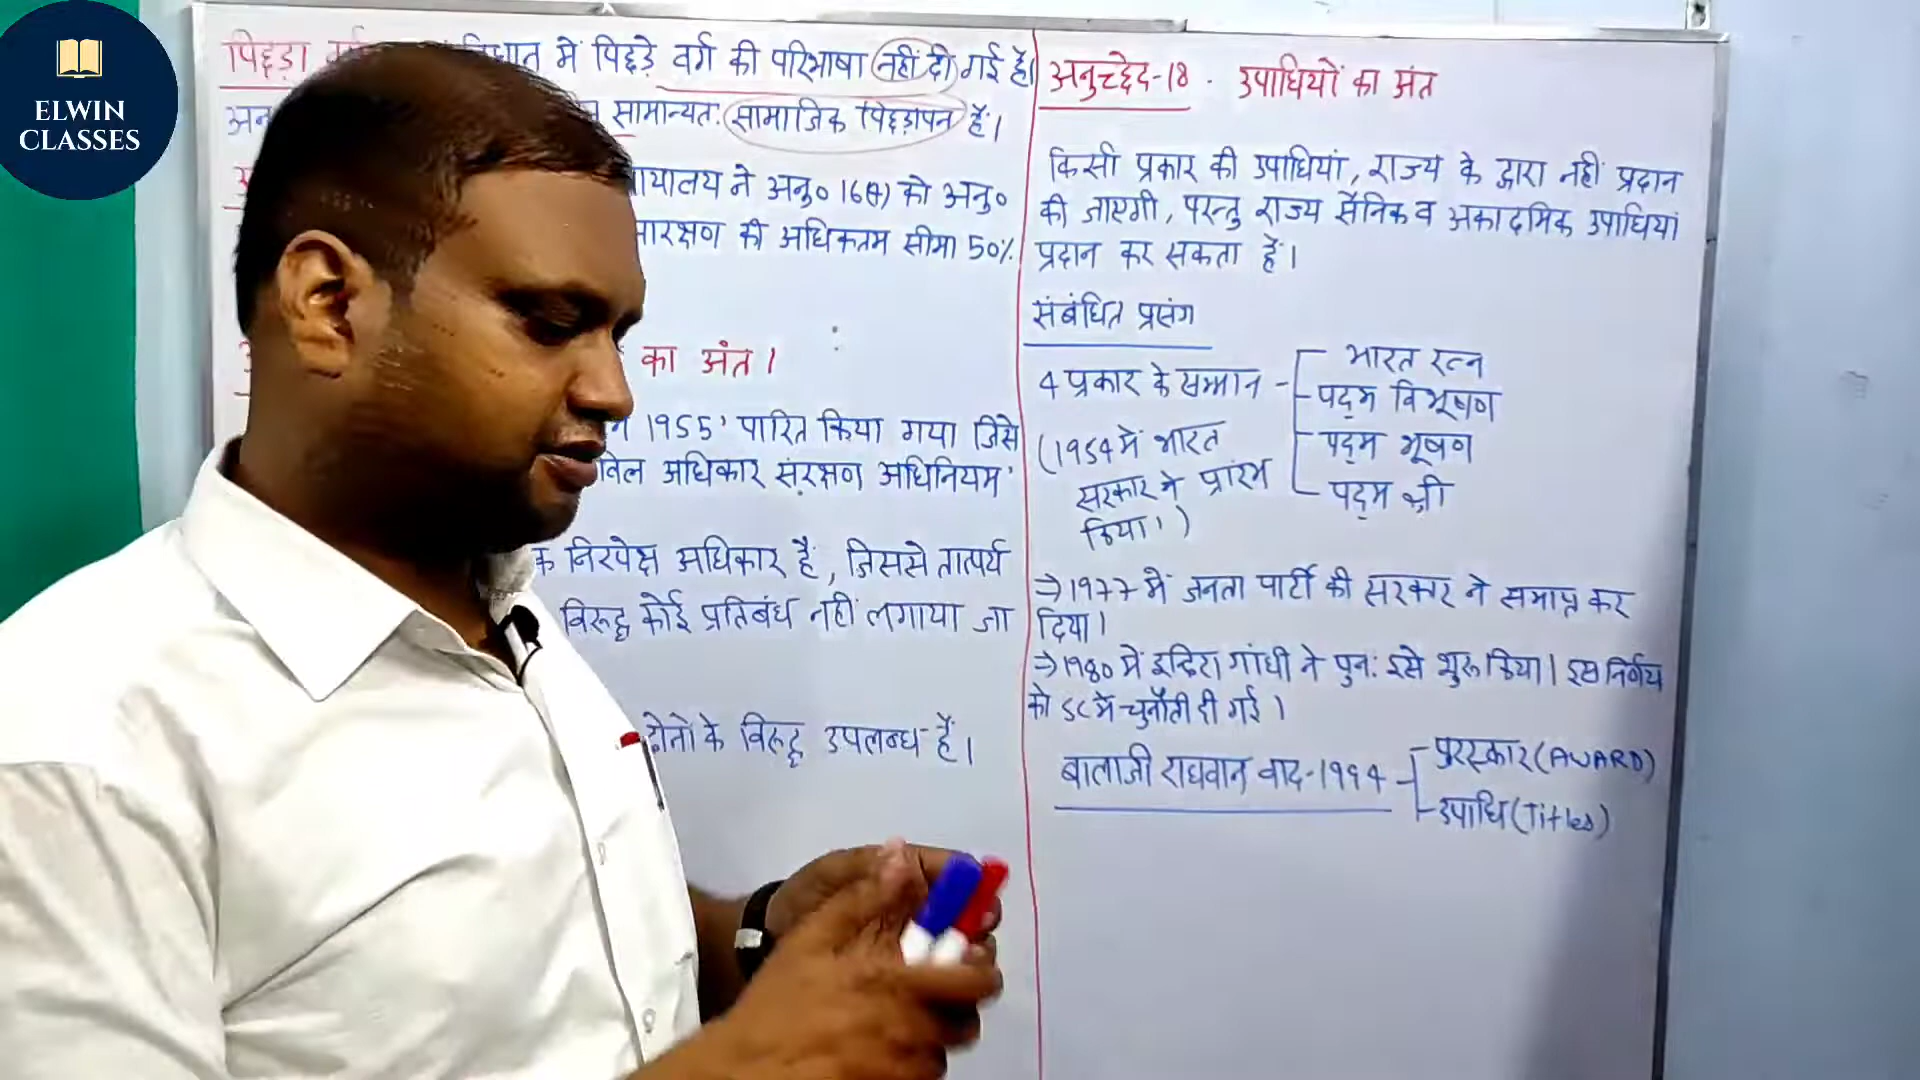 ELWIN
CLASSES
पिछड़ा में पिछड़े वर्ग की परिभाषा नहीं दी गई है।
सामान्यत: सामाजिक पिछड़ापन हैं।
ने अनु० 16(4) को अनु०
की अधिकतम सीमा 50%
का अंत।
1955' पारित किया गया जिसे
अधिकार संरक्षण अधिनियम'
निरपेक्ष अधिकार है, जिससे तात्पर्य
विरूद्ध कोई प्रतिबंध नहीं लगाया जा
के विरूद्ध उपलब्ध हैं।
अनुच्छेद-18 - उपाधियों का अंत
किसी प्रकार की उपाधियां, राज्य के द्वारा नहीं प्रदान
की जाएगी, परन्तु राज्य सैनिक व अकादमिक उपाधियां
प्रदान कर सकता हैं।
संबंधित प्रसंग
4 प्रकार के सम्मान - भारत रत्न
पद्म विभूषण
पद्म भूषण
पद्म श्री
(1954 में भारत
सरकार ने प्रारंभ
किया।)
⇒ 1977 में जनता पार्टी की सरकार ने समाप्त कर
दिया।
⇒ 1980 में इन्दिरा गांधी ने पुन: इसे शुरू किया। इस निर्णय
को SC में चुनौती दी गई।
बालाजी राघवान वाद-1994 - पुरस्कार (AWARD)
उपाधि (Titles)